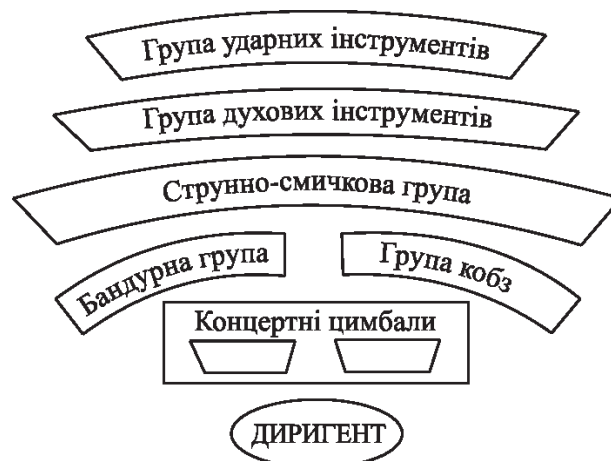 Група ударних інструментів
Група духових інструментів
Струнно-смичкова група
Бандурна група
Група кобз
Концертні цимбали
ДИРИГЕНТ